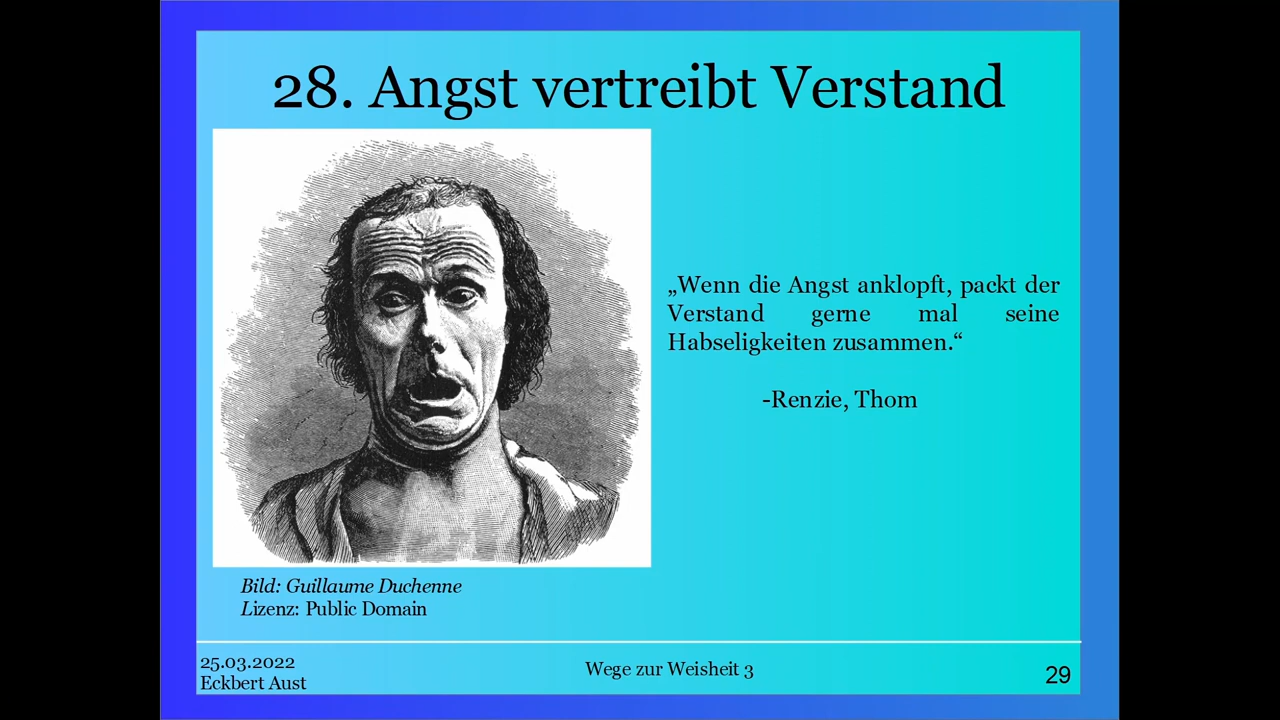 28. Angst vertreibt Verstand
„Wenn die Angst anklopft, packt der
Verstand gerne mal seine
Habseligkeiten zusammen.“
-Renzie, Thom
Bild: Guillaume Duchenne
Lizenz: Public Domain
25.03.2022
Eckbert Aust
Wege zur Weisheit 3
29